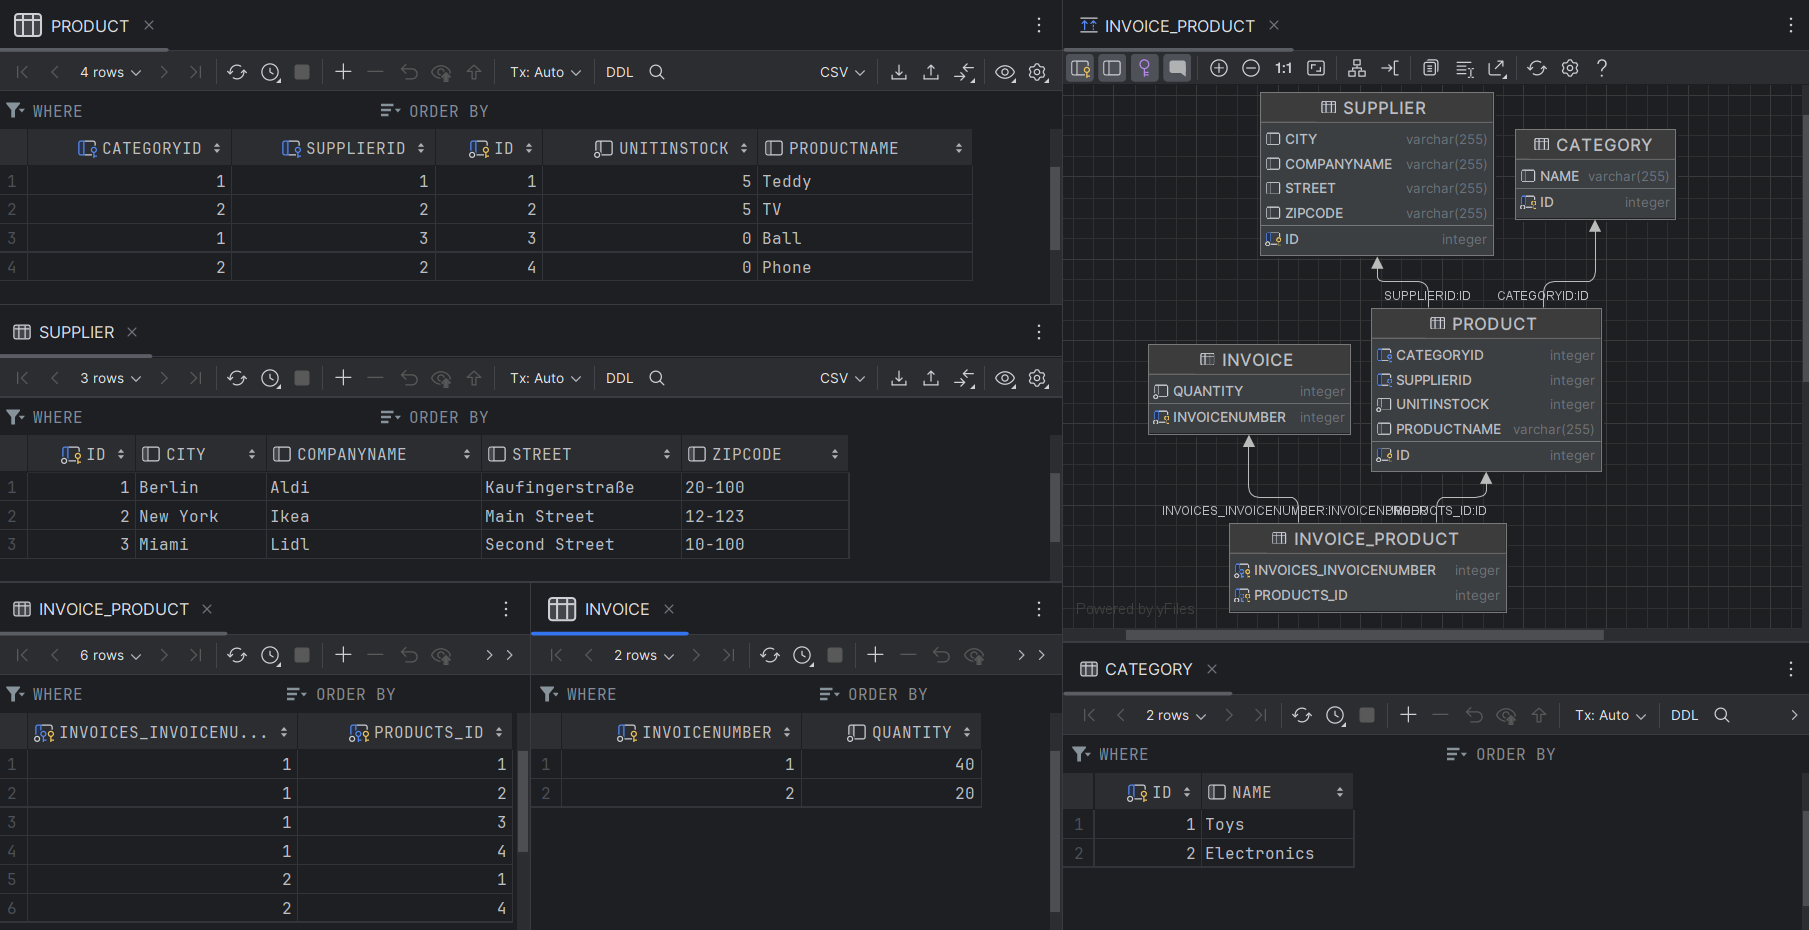 PRODUCT
4 rows
Tx: Auto
DDL
CSV
WHERE
ORDER BY
CATEGORYID SUPPLIERID ID UNITINSTOCK PRODUCTNAME
1 1 1 1 5 Teddy
2 2 2 2 5 TV
3 1 3 3 0 Ball
4 2 2 4 0 Phone
SUPPLIER
3 rows
Tx: Auto
DDL
CSV
WHERE
ORDER BY
ID CITY COMPANYNAME STREET ZIPCODE
1 1 Berlin Aldi Kaufingerstraße 20-100
2 2 New York Ikea Main Street 12-123
3 3 Miami Lidl Second Street 10-100
INVOICE_PRODUCT
6 rows
WHERE
ORDER BY
INVOICES_INVOICENU... PRODUCTS_ID
1 1 1
2 1 2
3 1 3
4 1 4
5 2 1
6 2 4
INVOICE
2 rows
WHERE
ORDER BY
INVOICENUMBER QUANTITY
1 1 40
2 2 20
INVOICE_PRODUCT
1:1
SUPPLIER
CITY varchar(255)
COMPANYNAME varchar(255)
STREET varchar(255)
ZIPCODE varchar(255)
ID integer
CATEGORY
NAME varchar(255)
ID integer
SUPPLIERID:ID
CATEGORYID:ID
PRODUCT
CATEGORYID integer
SUPPLIERID integer
UNITINSTOCK integer
PRODUCTNAME varchar(255)
ID integer
INVOICE
QUANTITY integer
INVOICENUMBER integer
INVOICES_INVOICENUMBER:INVOICENUMBER
PRODUCTS_ID:ID
INVOICE_PRODUCT
INVOICES_INVOICENUMBER integer
PRODUCTS_ID integer
Powered by yFiles
CATEGORY
2 rows
Tx: Auto
DDL
WHERE
ORDER BY
ID NAME
1 1 Toys
2 2 Electronics